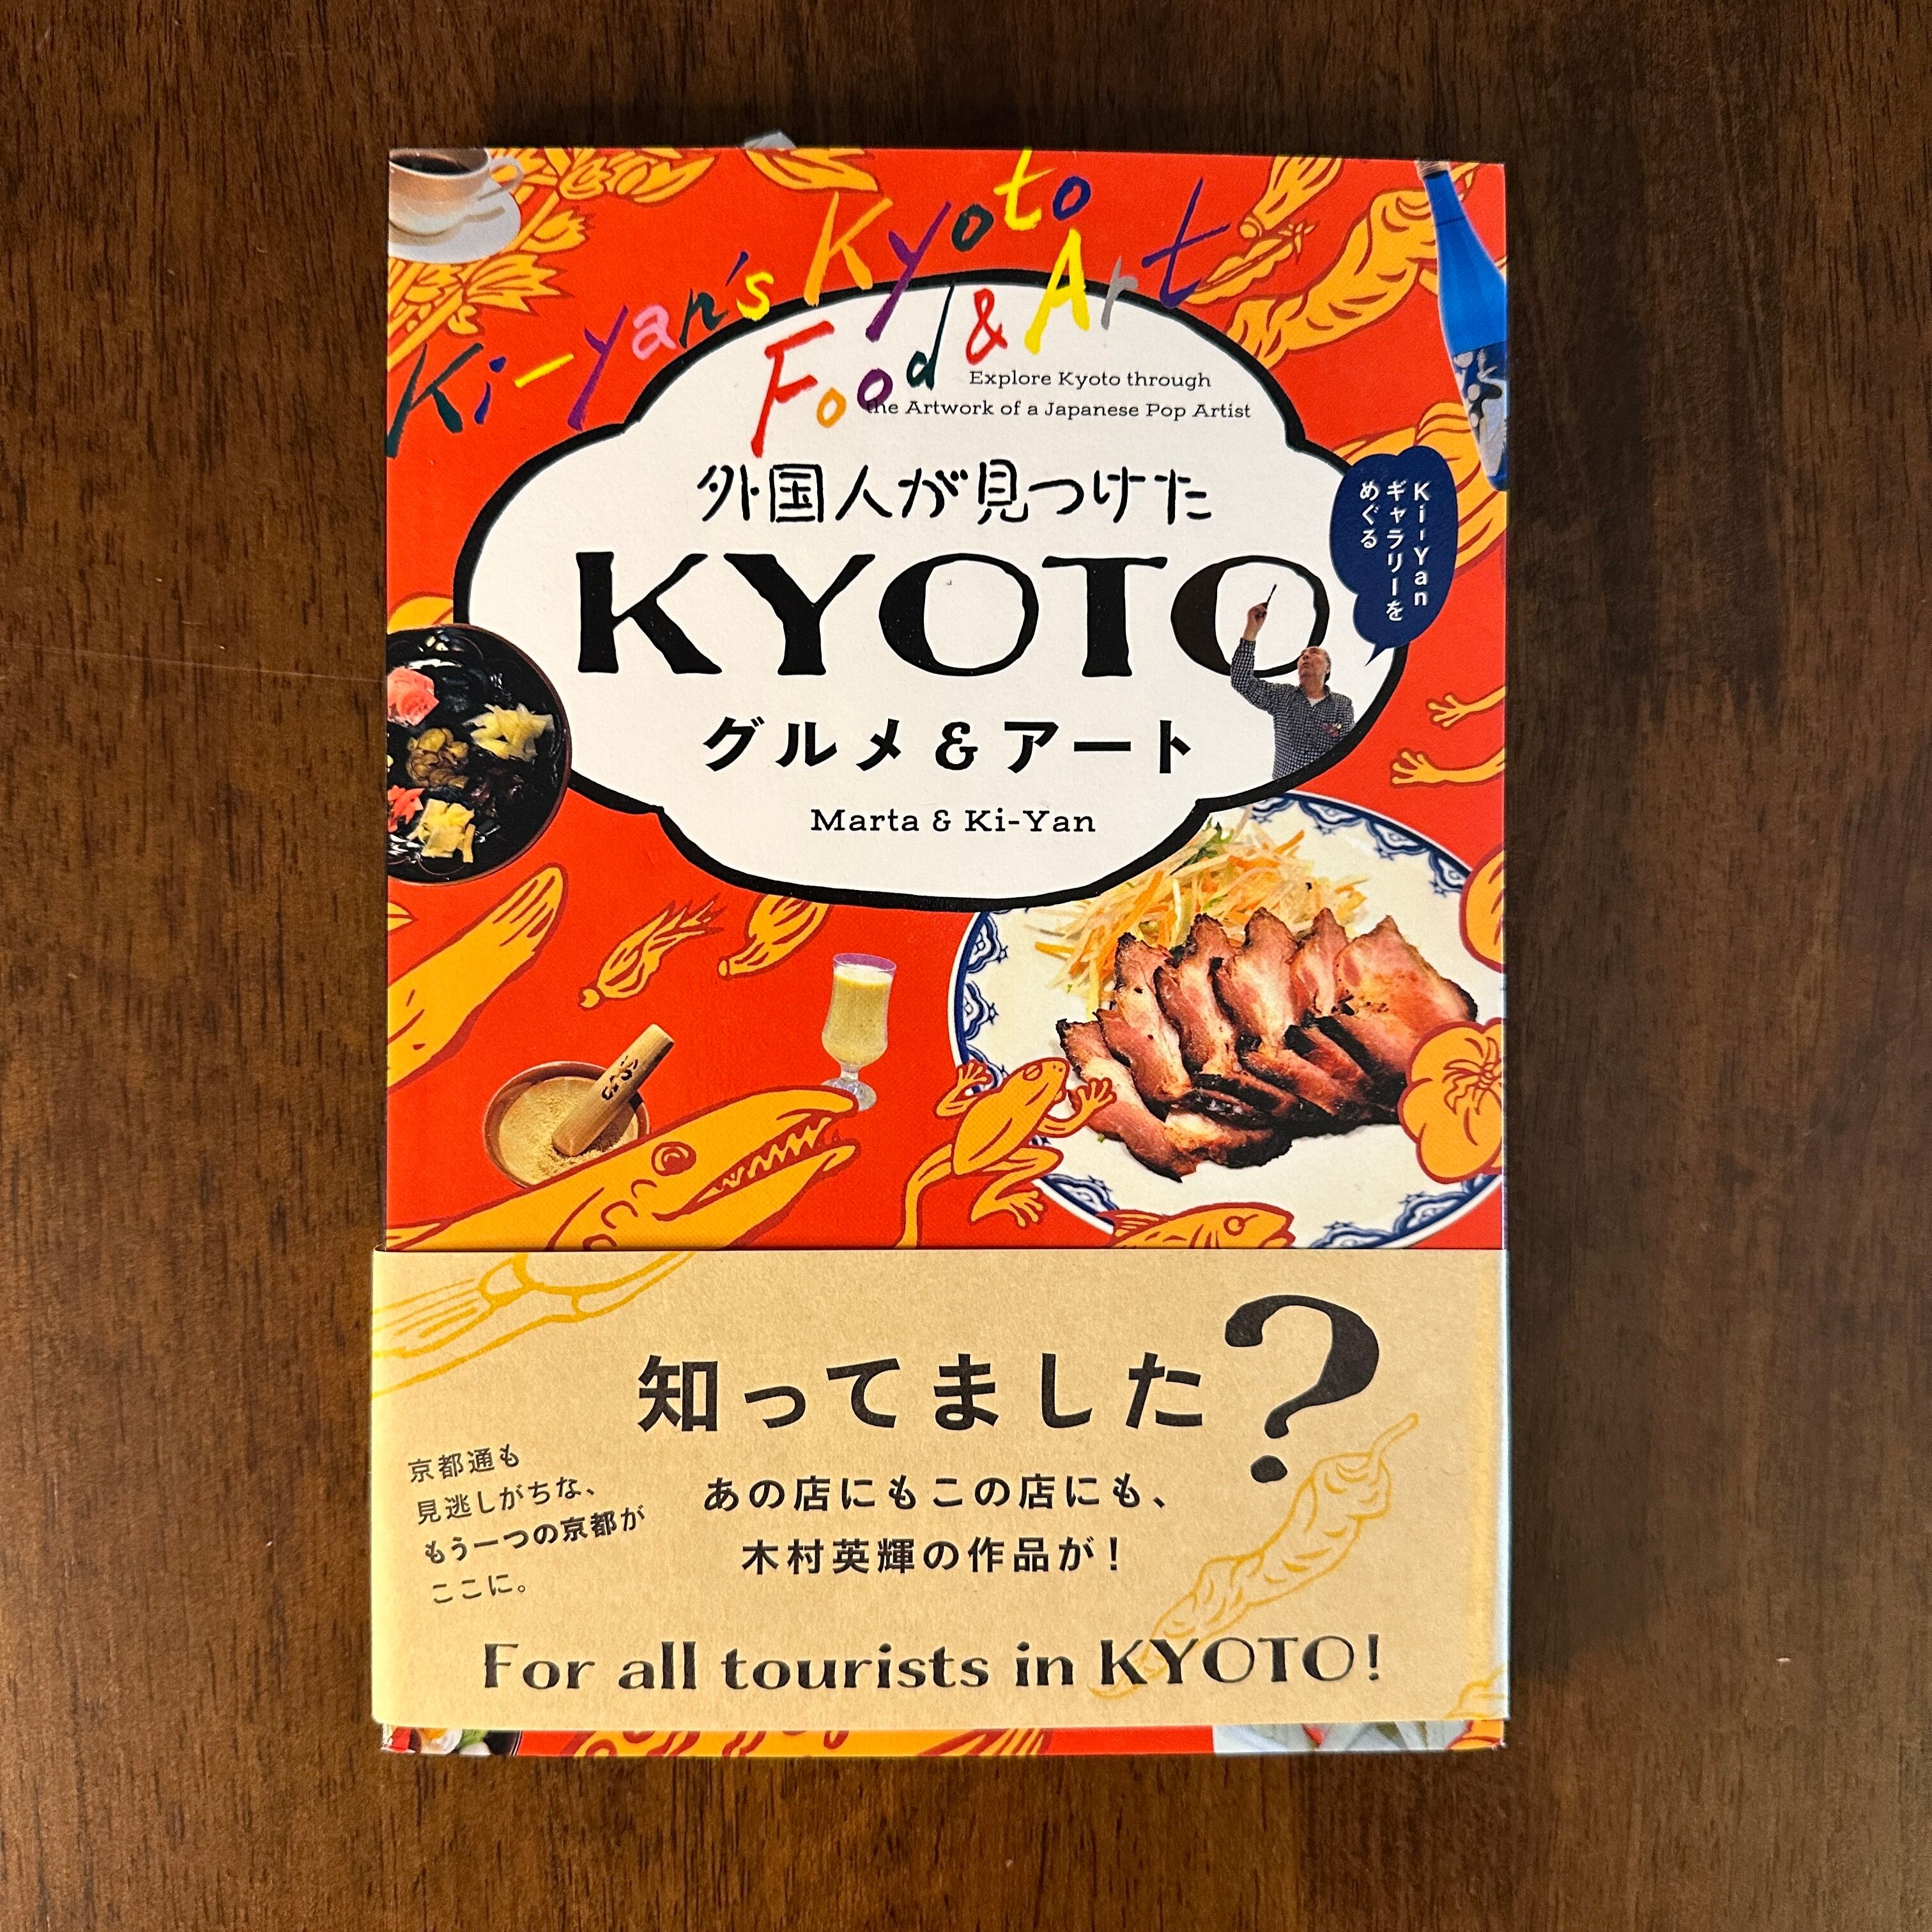 Ki-yan's Kyoto
Food & Art
Explore Kyoto through
the Artwork of a Japanese Pop Artist
外国人が見つけた
KYOTO
グルメ&アート
Marta & Ki-Yan
Ki-Yan
ギャラリーを
めぐる
知ってました?
京都通も
見逃しがちな、
もう一つの京都が
ここに。
あの店にもこの店にも、
木村英輝の作品が!
For all tourists in KYOTO!